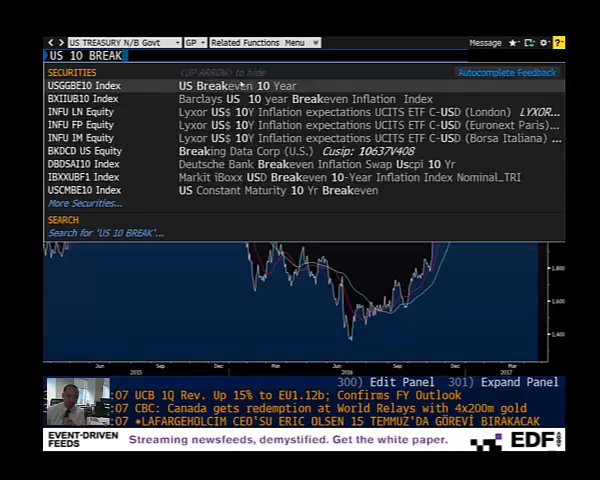 US TREASURY N/B Govt GP Related Functions Menu Message ?
US 10 BREAK
SECURITIES <UP ARROW> to hide Autocomplete Feedback
USGGBE10 Index US Breakeven 10 Year
BXIIUB10 Index Barclays US 10 year Breakeven Inflation Index
INFU LN Equity Lyxor US$ 10Y Inflation expectations UCITS ETF C-USD (London) LYXOR...
INFU FP Equity Lyxor US$ 10Y Inflation expectations UCITS ETF C-USD (Euronext Paris)...
INFU IM Equity Lyxor US$ 10Y Inflation expectations UCITS ETF C-USD (Borsa Italiana) ...
BKDCD US Equity Breaking Data Corp (U.S.) Cusip: 10637V408
DBDSAI10 Index Deutsche Bank Breakeven Inflation Swap Uscpi 10 Yr
IBXXUBF1 Index Markit iBoxx USD Breakeven 10-Year Inflation Index Nominal_TRI
USCMBE10 Index US Constant Maturity 10 Yr Breakeven
More Securities...
SEARCH
Search for 'US 10 BREAK'...
1,800
1,400
Jun Sep Dec Mar Jun Sep Dec Mar
2015 2016 2017
300) Edit Panel 301) Expand Panel
:07 UCB 1Q Rev. Up 15% to EU1.12b; Confirms FY Outlook
:07 CBC: Canada gets redemption at World Relays with 4x200m gold
:07 *LAFARGEHOLCIM CEO'SU ERIC OLSEN 15 TEMMUZ'DA GÖREVİ BIRAKACAK
EVENT-DRIVEN FEEDS Streaming newsfeeds, demystified. Get the white paper. EDF